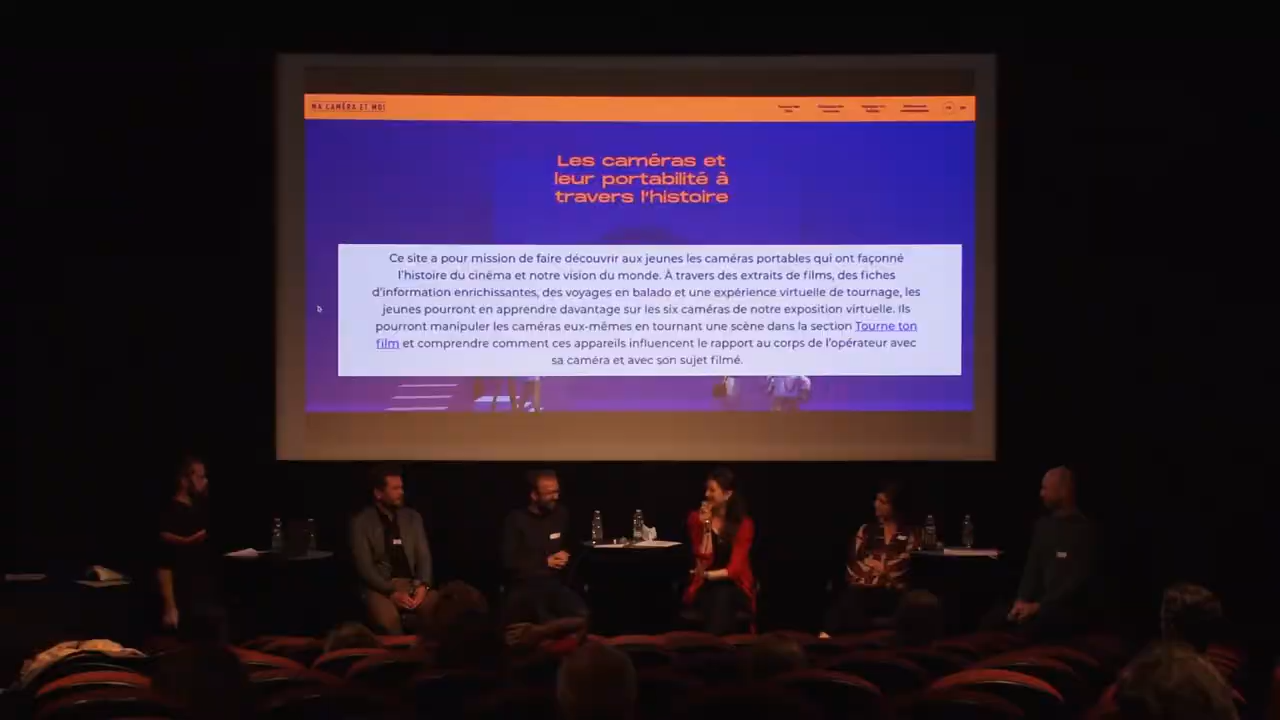 MA CAMÉRA ET MOI
Les caméras et
leur portabilité à
travers l'histoire
Ce site a pour mission de faire découvrir aux jeunes les caméras portables qui ont façonné
l'histoire du cinéma et notre vision du monde. À travers des extraits de films, des fiches
d'information enrichissantes, des voyages en balado et une expérience virtuelle de tournage, les
jeunes pourront en apprendre davantage sur les six caméras de notre exposition virtuelle. Ils
pourront manipuler les caméras eux-mêmes en tournant une scène dans la section Tourne ton
film et comprendre comment ces appareils influencent le rapport au corps de l'opérateur avec
sa caméra et avec son sujet filmé.